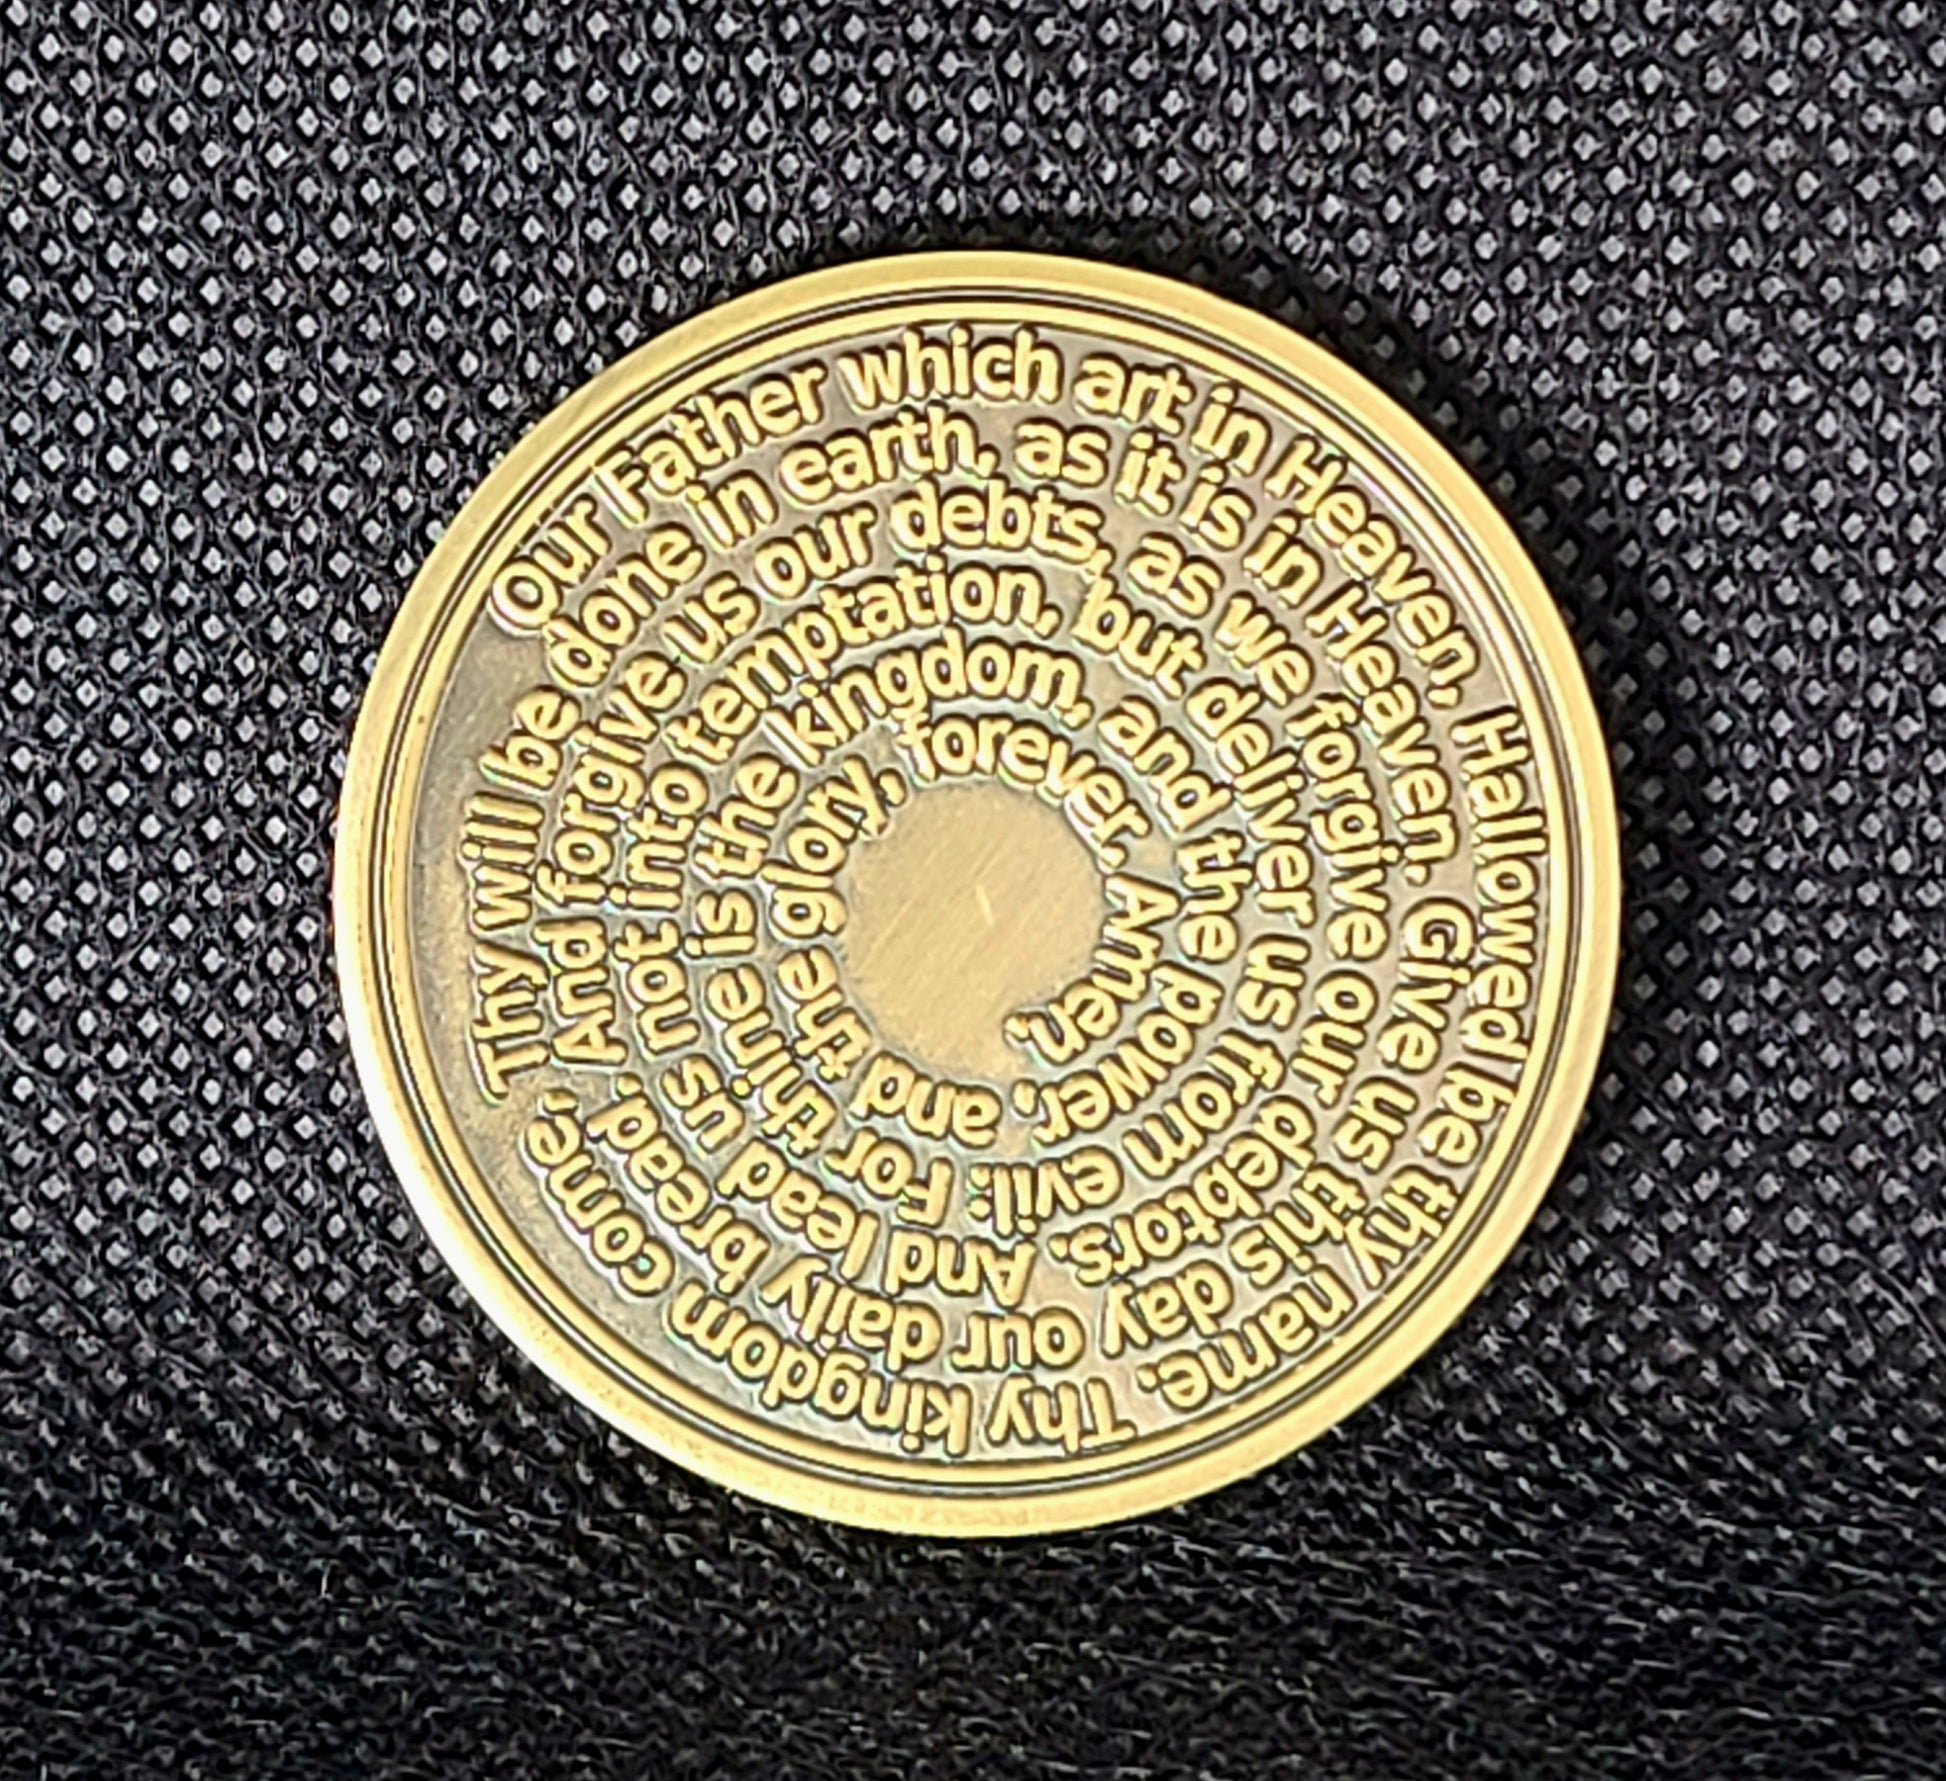 Our Father which art in Heaven, Hallowed be thy name. Thy kingdom come, Thy will be done in earth, as it is in Heaven. Give us this day our daily bread. And forgive us our debts, as we forgive our debtors. And lead us not into temptation, but deliver us from evil: For thine is the kingdom, and the power, and the glory, forever. Amen.